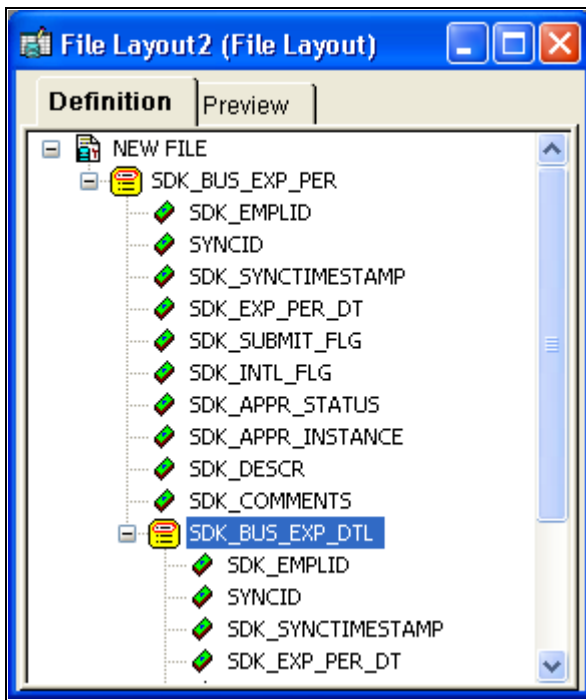 File Layout2 (File Layout)
Definition Preview
NEW FILE
SDK_BUS_EXP_PER
SDK_EMPLID
SYNCID
SDK_SYNCTIMESTAMP
SDK_EXP_PER_DT
SDK_SUBMIT_FLG
SDK_INTL_FLG
SDK_APPR_STATUS
SDK_APPR_INSTANCE
SDK_DESCR
SDK_COMMENTS
SDK_BUS_EXP_DTL
SDK_EMPLID
SYNCID
SDK_SYNCTIMESTAMP
SDK_EXP_PER_DT